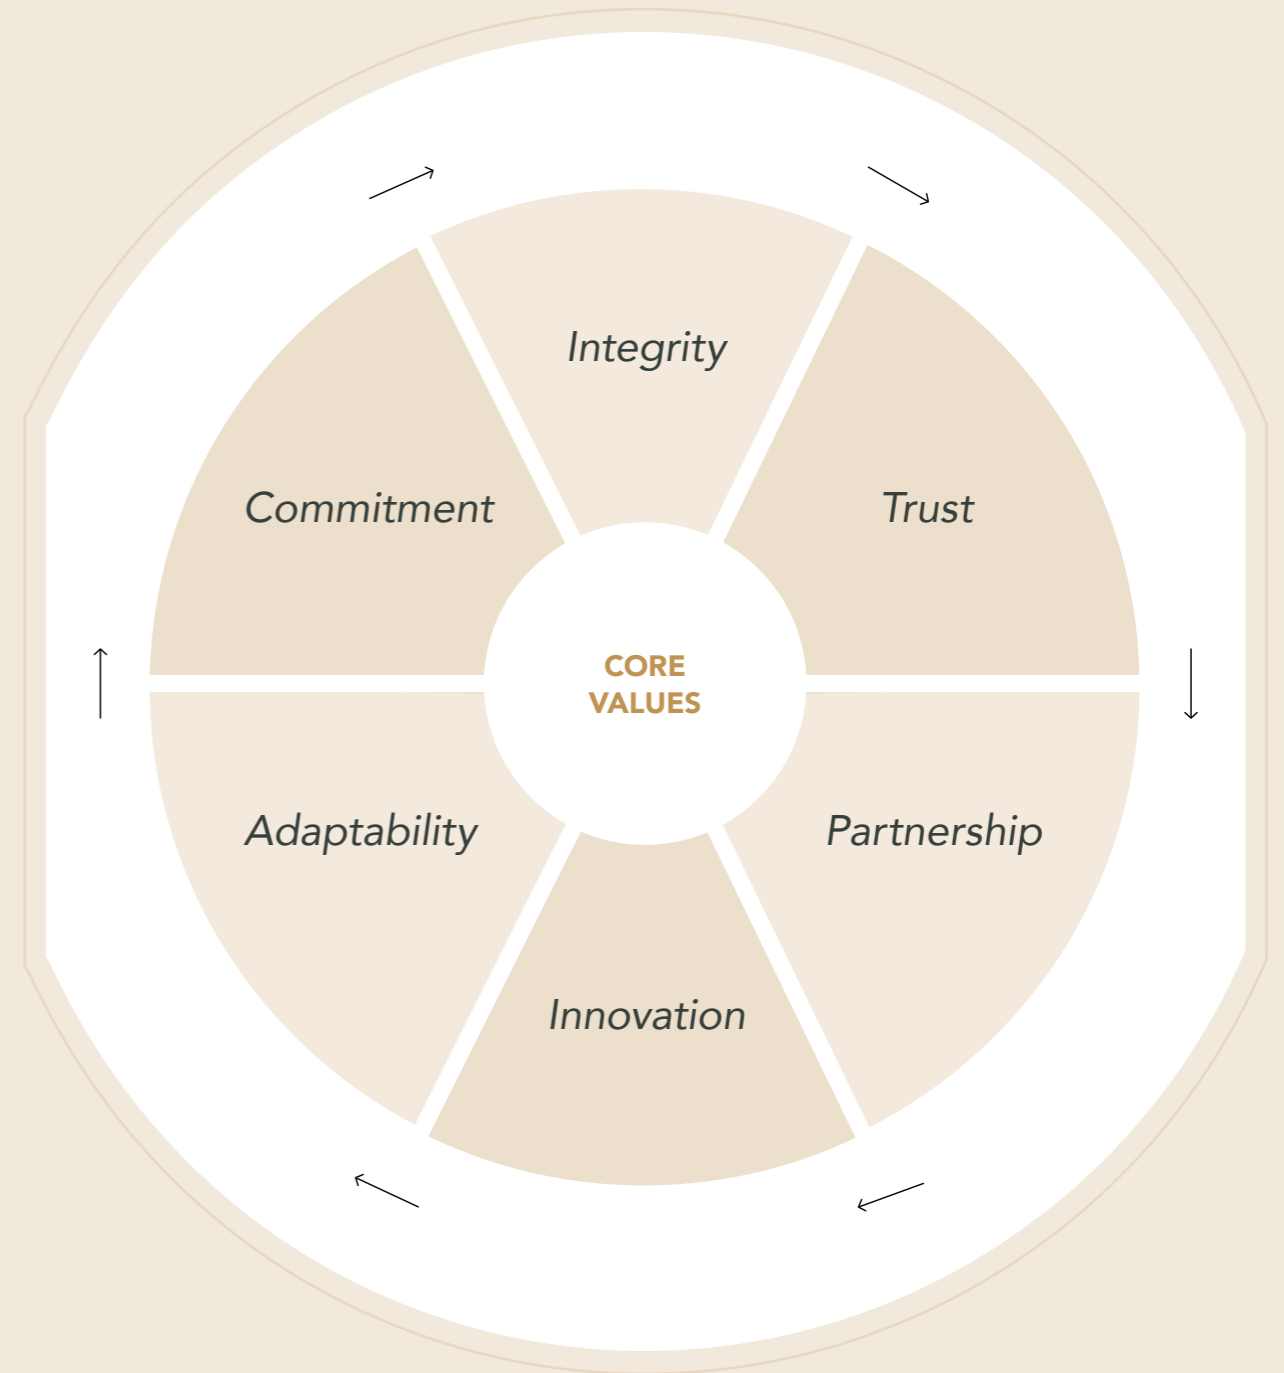 Integrity
Commitment
Trust
CORE
VALUES
Adaptability
Partnership
Innovation